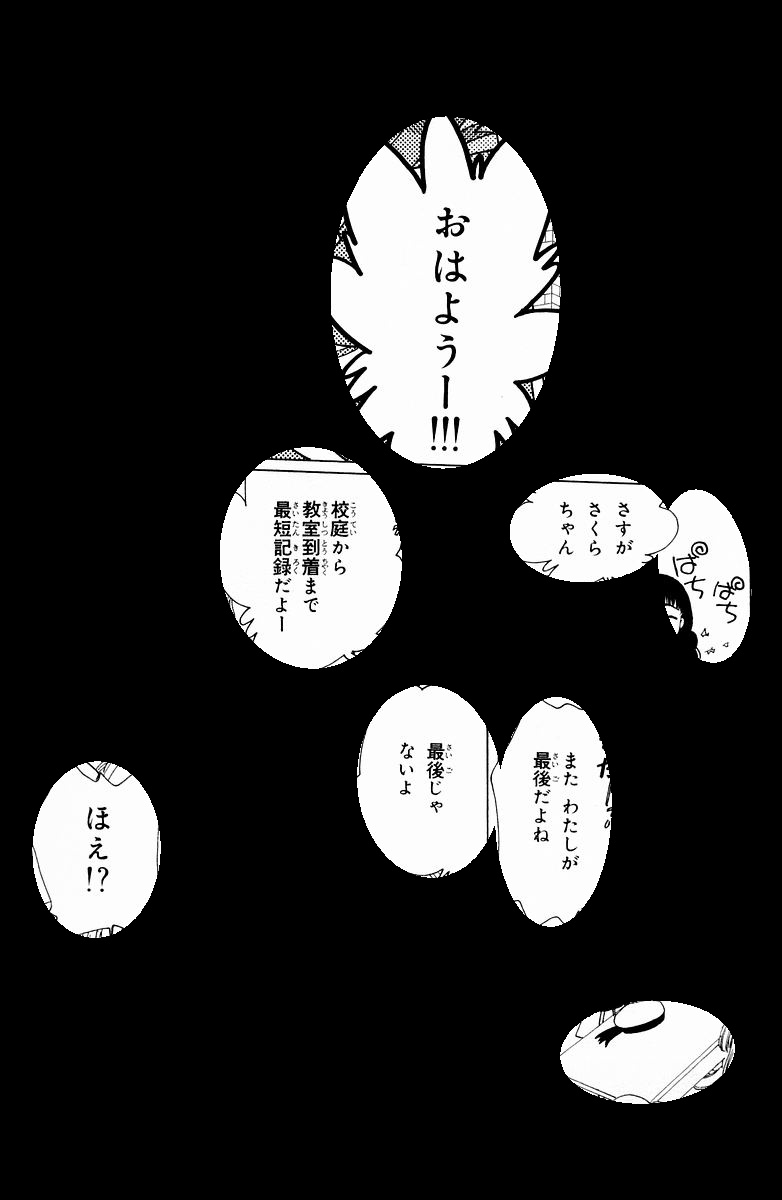 おはようー!!!
さすが
さくら
ちゃん
ぱち
ぱち
校庭から
教室到着まで
最短記録だよー
また わたしが
最後だよね
最後じゃ
ないよ
ほえ!?